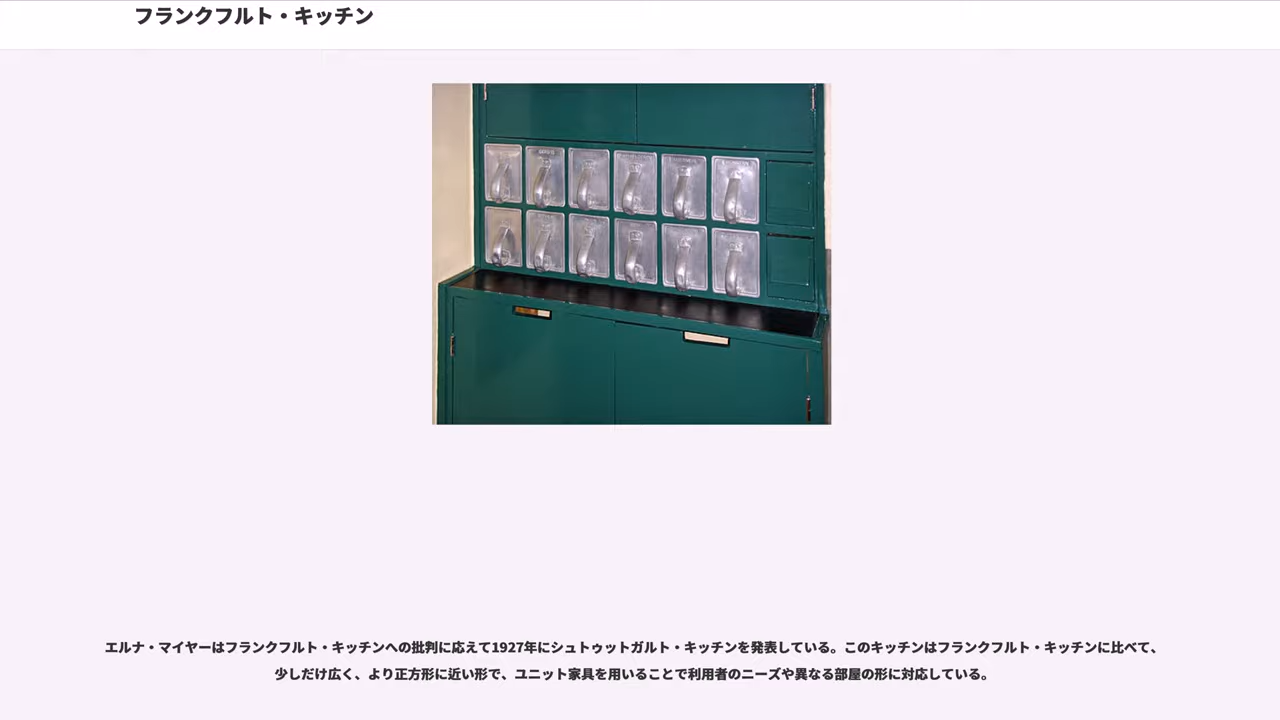 フランクフルト・キッチン
エルナ・マイヤーはフランクフルト・キッチンへの批判に応えて1927年にシュトゥットガルト・キッチンを発表している。このキッチンはフランクフルト・キッチンに比べて、
少しだけ広く、より正方形に近い形で、ユニット家具を用いることで利用者のニーズや異なる部屋の形に対応している。